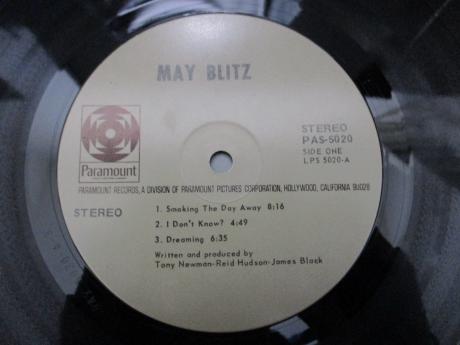 MAY BLITZ
STEREO
PAS-5020
SIDE ONE
LPS 5020-A
Paramount
PARAMOUNT RECORDS, A DIVISION OF PARAMOUNT PICTURES CORPORATION, HOLLYWOOD, CALIFORNIA 90028
STEREO
1. Smoking The Day Away 8:16
2. I Don't Know? 4:49
3. Dreaming 6:35
Written and produced by
Tony Newman-Reid Hudson-James Black